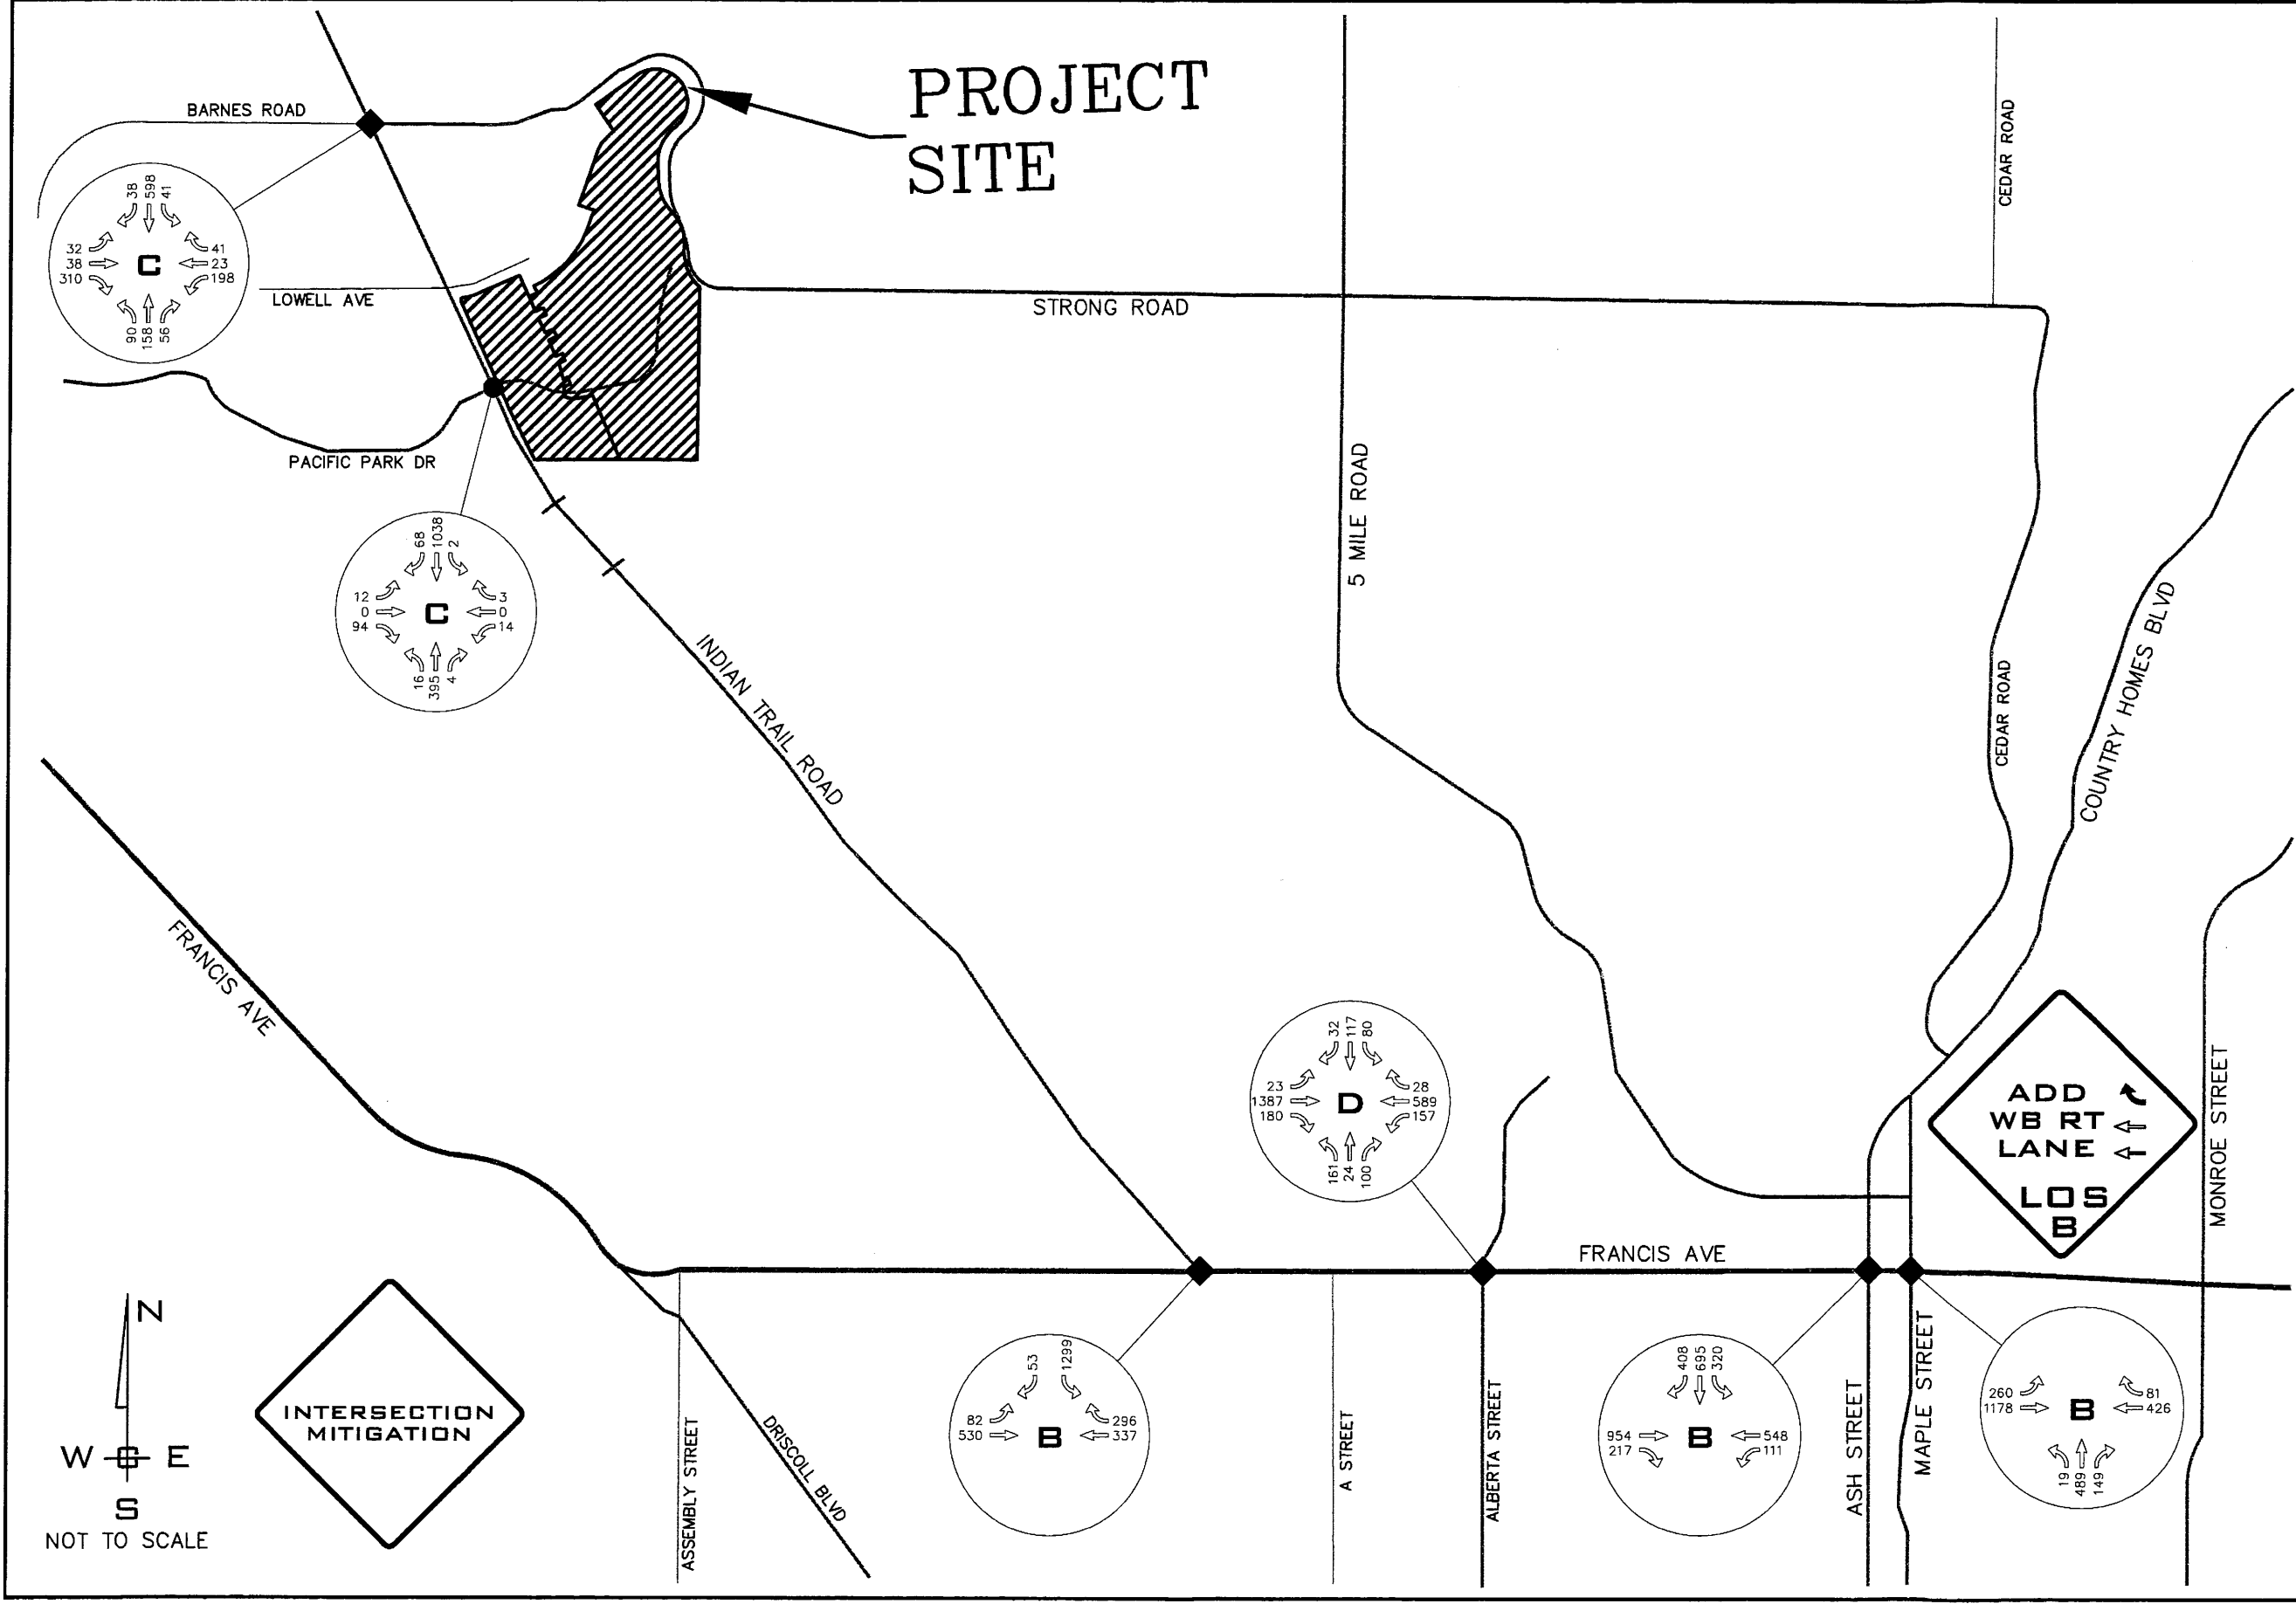 PROJECT
SITE
BARNES ROAD
CEDAR ROAD
38
598
41
32
38
310
C
41
23
198
90
158
56
LOWELL AVE
STRONG ROAD
PACIFIC PARK DR
5 MILE ROAD
68
1038
2
12
0
94
C
3
0
14
16
395
4
INDIAN TRAIL ROAD
CEDAR ROAD
COUNTRY HOMES BLVD
FRANCIS AVE
32
117
80
23
1387
180
D
28
589
157
161
24
100
ADD
WB RT
LANE
LOS
B
MONROE STREET
FRANCIS AVE
N
W E
S
NOT TO SCALE
INTERSECTION
MITIGATION
ASSEMBLY STREET
DRISCOLL BLVD
53
1299
82
530
B
296
337
A STREET
ALBERTA STREET
408
695
320
954
217
B
548
111
ASH STREET
MAPLE STREET
260
1178
B
81
426
19
489
149